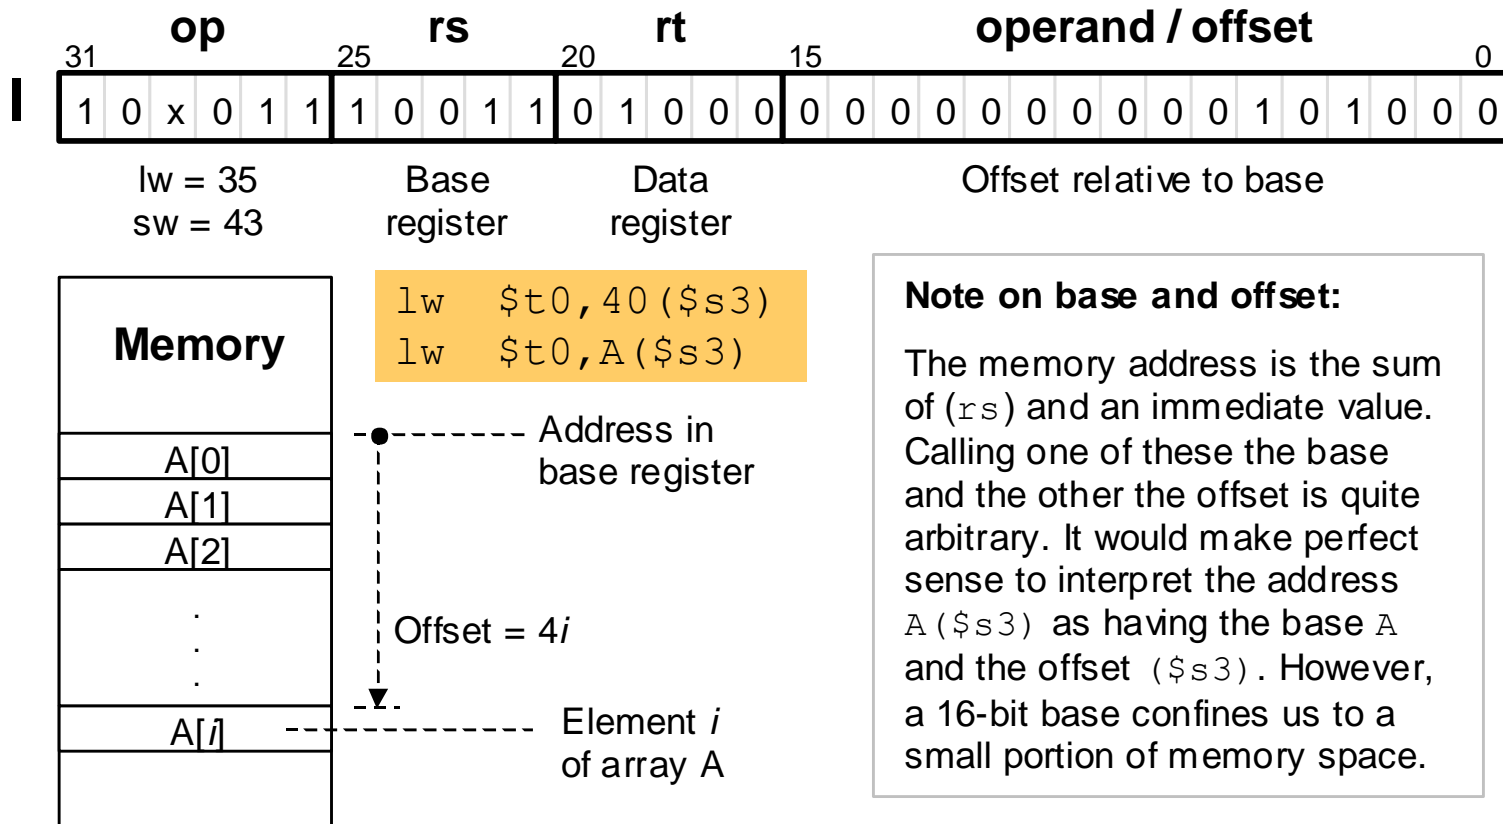 op rs rt operand / offset
31 25 20 15 0
I 1 0 x 0 1 1 1 0 0 1 1 0 1 0 0 0 0 0 0 0 0 0 0 0 0 0 1 0 1 0 0 0
lw = 35
sw = 43
Base
register
Data
register
Offset relative to base
lw $t0,40($s3)
lw $t0,A($s3)
Memory
A[0]
A[1]
A[2]
.
.
.
A[i]
Address in
base register
Offset = 4i
Element i
of array A
Note on base and offset:
The memory address is the sum
of (rs) and an immediate value.
Calling one of these the base
and the other the offset is quite
arbitrary. It would make perfect
sense to interpret the address
A($s3) as having the base A
and the offset ($s3). However,
a 16-bit base confines us to a
small portion of memory space.